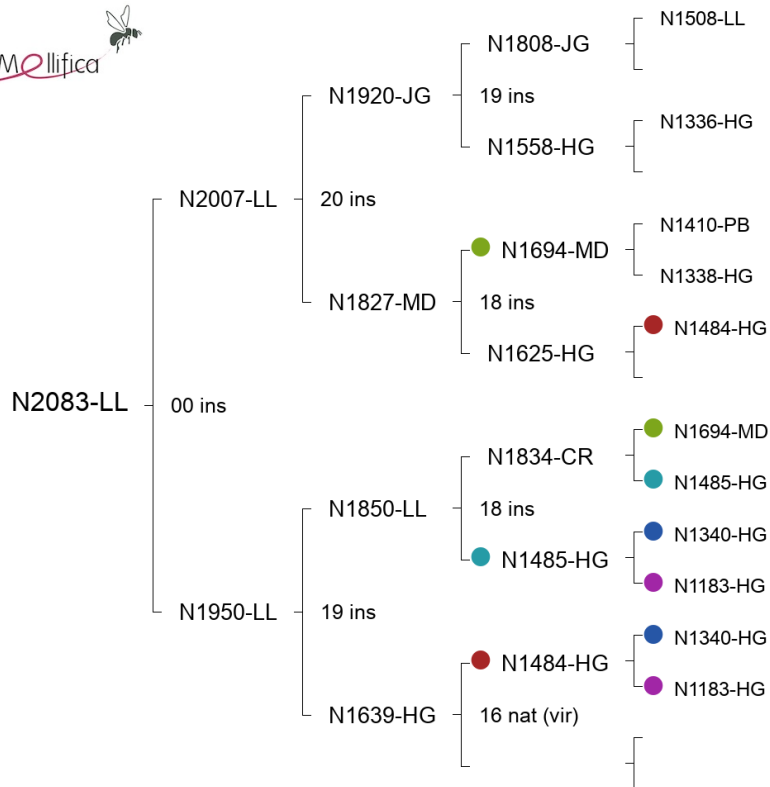 Mellifica
N1508-LL
N1808-JG
N1920-JG
19 ins
N1336-HG
N1558-HG
N2007-LL
20 ins
N1410-PB
N1694-MD
N1338-HG
N1827-MD
18 ins
N1484-HG
N1625-HG
N2083-LL
00 ins
N1694-MD
N1834-CR
N1485-HG
N1850-LL
18 ins
N1340-HG
N1485-HG
N1183-HG
N1950-LL
19 ins
N1340-HG
N1484-HG
N1183-HG
N1639-HG
16 nat (vir)